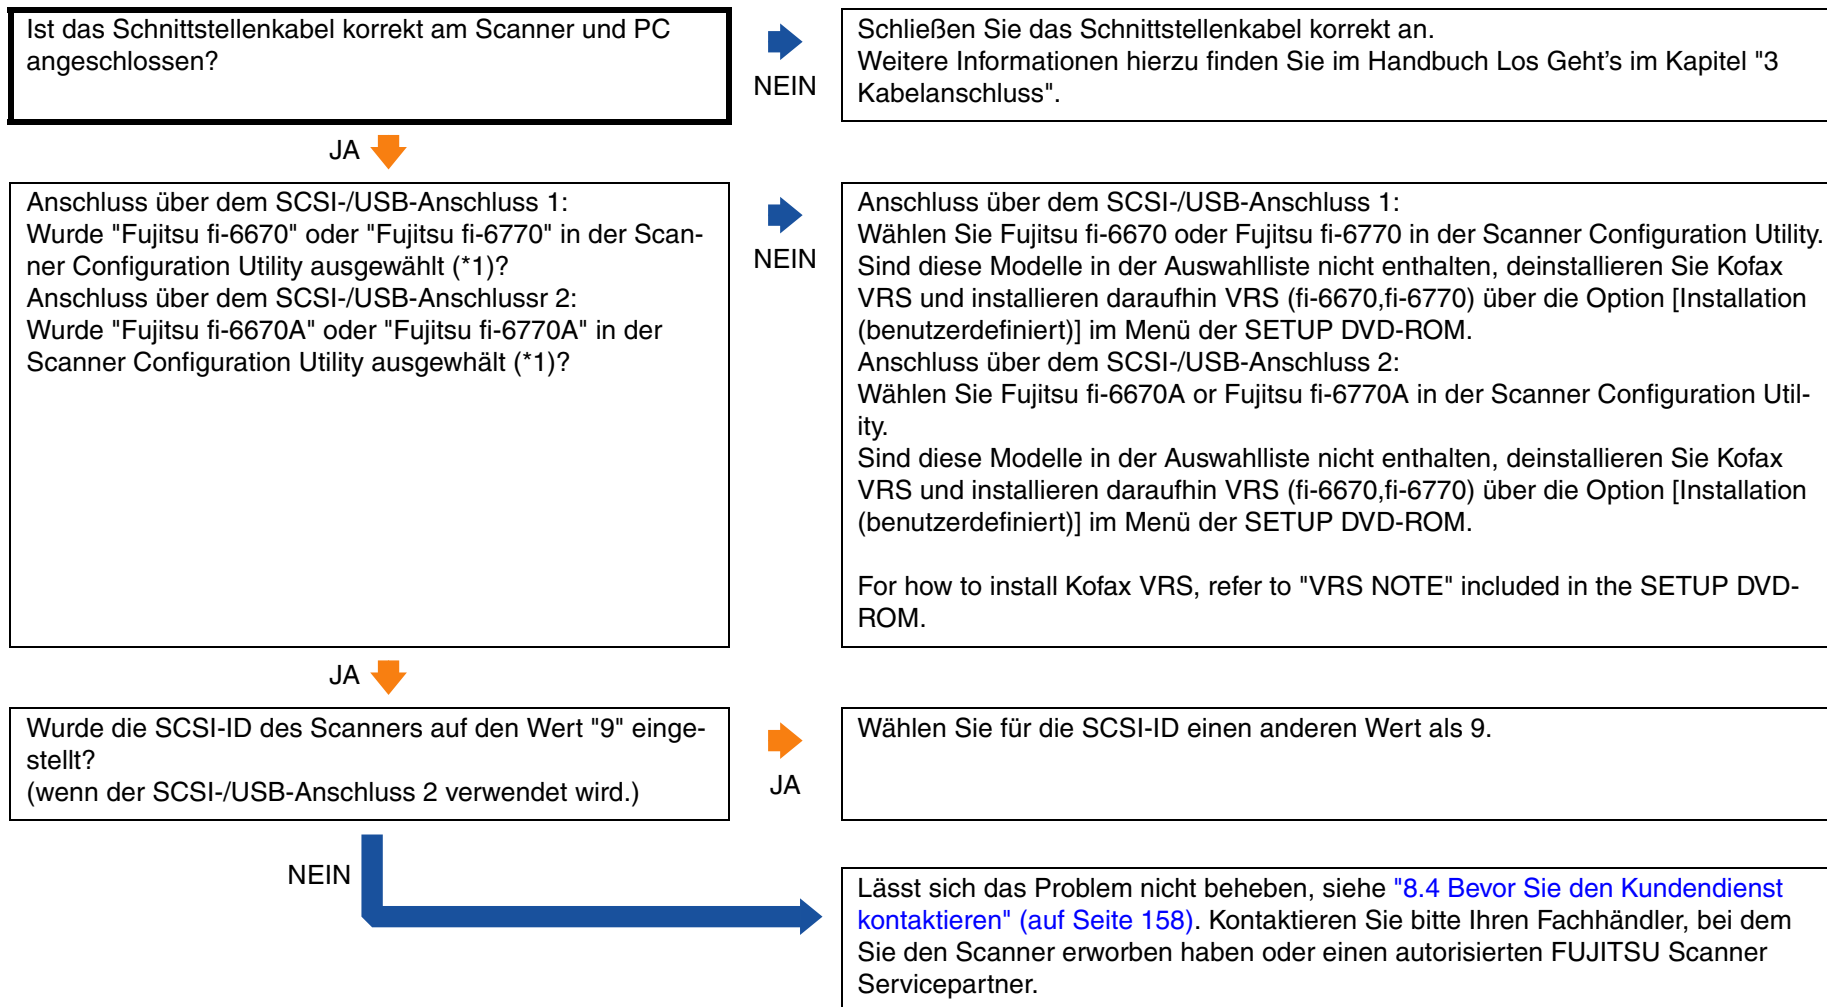 Ist das Schnittstellenkabel korrekt am Scanner und PC
angeschlossen?
NEIN
Schließen Sie das Schnittstellenkabel korrekt an.
Weitere Informationen hierzu finden Sie im Handbuch Los Geht's im Kapitel "3
Kabelanschluss".
JA
Anschluss über dem SCSI-/USB-Anschluss 1:
Wurde "Fujitsu fi-6670" oder "Fujitsu fi-6770" in der Scan-
ner Configuration Utility ausgewählt (*1)?
Anschluss über dem SCSI-/USB-Anschlussr 2:
Wurde "Fujitsu fi-6670A" oder "Fujitsu fi-6770A" in der
Scanner Configuration Utility ausgewhält (*1)?
NEIN
Anschluss über dem SCSI-/USB-Anschluss 1:
Wählen Sie Fujitsu fi-6670 oder Fujitsu fi-6770 in der Scanner Configuration Utility.
Sind diese Modelle in der Auswahlliste nicht enthalten, deinstallieren Sie Kofax
VRS und installieren daraufhin VRS (fi-6670,fi-6770) über die Option [Installation
(benutzerdefiniert)] im Menü der SETUP DVD-ROM.
Anschluss über dem SCSI-/USB-Anschluss 2:
Wählen Sie Fujitsu fi-6670A or Fujitsu fi-6770A in der Scanner Configuration Util-
ity.
Sind diese Modelle in der Auswahlliste nicht enthalten, deinstallieren Sie Kofax
VRS und installieren daraufhin VRS (fi-6670,fi-6770) über die Option [Installation
(benutzerdefiniert)] im Menü der SETUP DVD-ROM.
For how to install Kofax VRS, refer to "VRS NOTE" included in the SETUP DVD-
ROM.
JA
Wurde die SCSI-ID des Scanners auf den Wert "9" einge-
stellt?
(wenn der SCSI-/USB-Anschluss 2 verwendet wird.)
JA
Wählen Sie für die SCSI-ID einen anderen Wert als 9.
NEIN
Lässt sich das Problem nicht beheben, siehe "8.4 Bevor Sie den Kundendienst
kontaktieren" (auf Seite 158). Kontaktieren Sie bitte Ihren Fachhändler, bei dem
Sie den Scanner erworben haben oder einen autorisierten FUJITSU Scanner
Servicepartner.